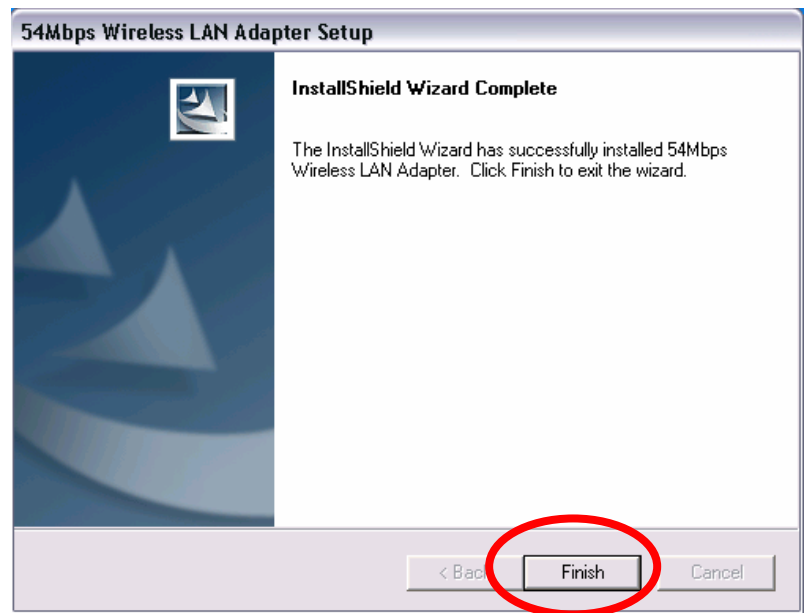 54Mbps Wireless LAN Adapter Setup
InstallShield Wizard Complete
The InstallShield Wizard has successfully installed 54Mbps
Wireless LAN Adapter. Click Finish to exit the wizard.
< Back Finish Cancel